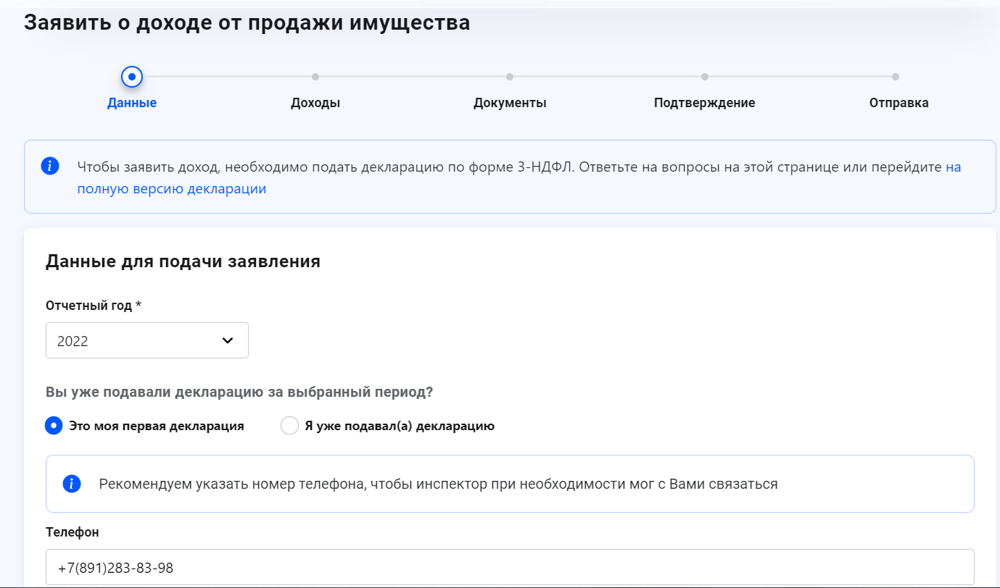 Заявить о доходе от продажи имущества
Данные
Доходы
Документы
Подтверждение
Отправка
Чтобы заявить доход, необходимо подать декларацию по форме 3-НДФЛ. Ответьте на вопросы на этой странице или перейдите на
полную версию декларации
Данные для подачи заявления
Отчетный год *
2022
Вы уже подавали декларацию за выбранный период?
Это моя первая декларация
Я уже подавал(а) декларацию
Рекомендуем указать номер телефона, чтобы инспектор при необходимости мог с Вами связаться
Телефон
+7(891)283-83-98